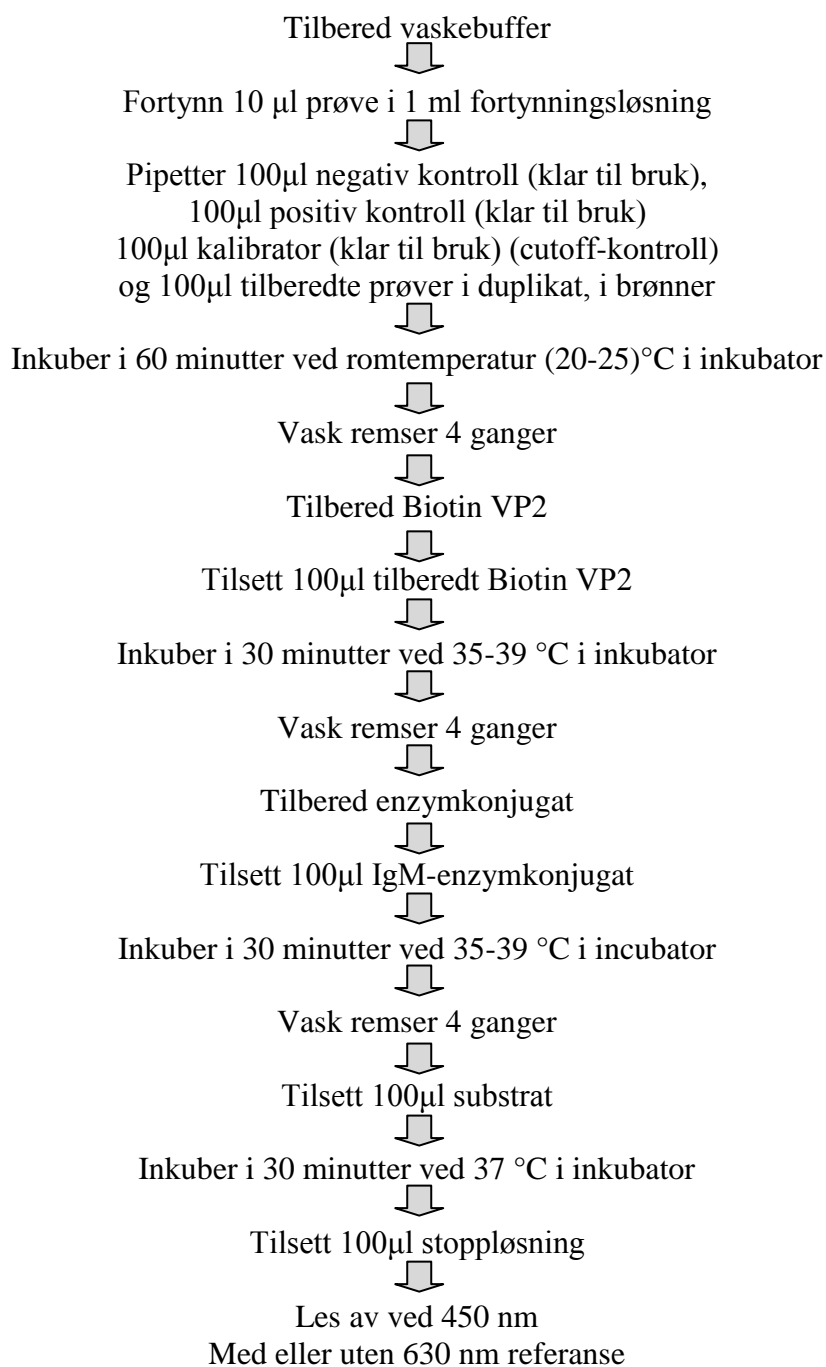 Tilbered vaskebuffer
Fortynn 10 μl prøve i 1 ml fortynningsløsning
Pipetter 100μl negativ kontroll (klar til bruk),
100μl positiv kontroll (klar til bruk)
100μl kalibrator (klar til bruk) (cutoff-kontroll)
og 100μl tilberedte prøver i duplikat, i brønner
Inkuber i 60 minutter ved romtemperatur (20-25)°C i inkubator
Vask remser 4 ganger
Tilbered Biotin VP2
Tilsett 100μl tilberedt Biotin VP2
Inkuber i 30 minutter ved 35-39 °C i inkubator
Vask remser 4 ganger
Tilbered enzymkonjugat
Tilsett 100μl IgM-enzymkonjugat
Inkuber i 30 minutter ved 35-39 °C i incubator
Vask remser 4 ganger
Tilsett 100μl substrat
Inkuber i 30 minutter ved 37 °C i inkubator
Tilsett 100μl stoppløsning
Les av ved 450 nm
Med eller uten 630 nm referanse